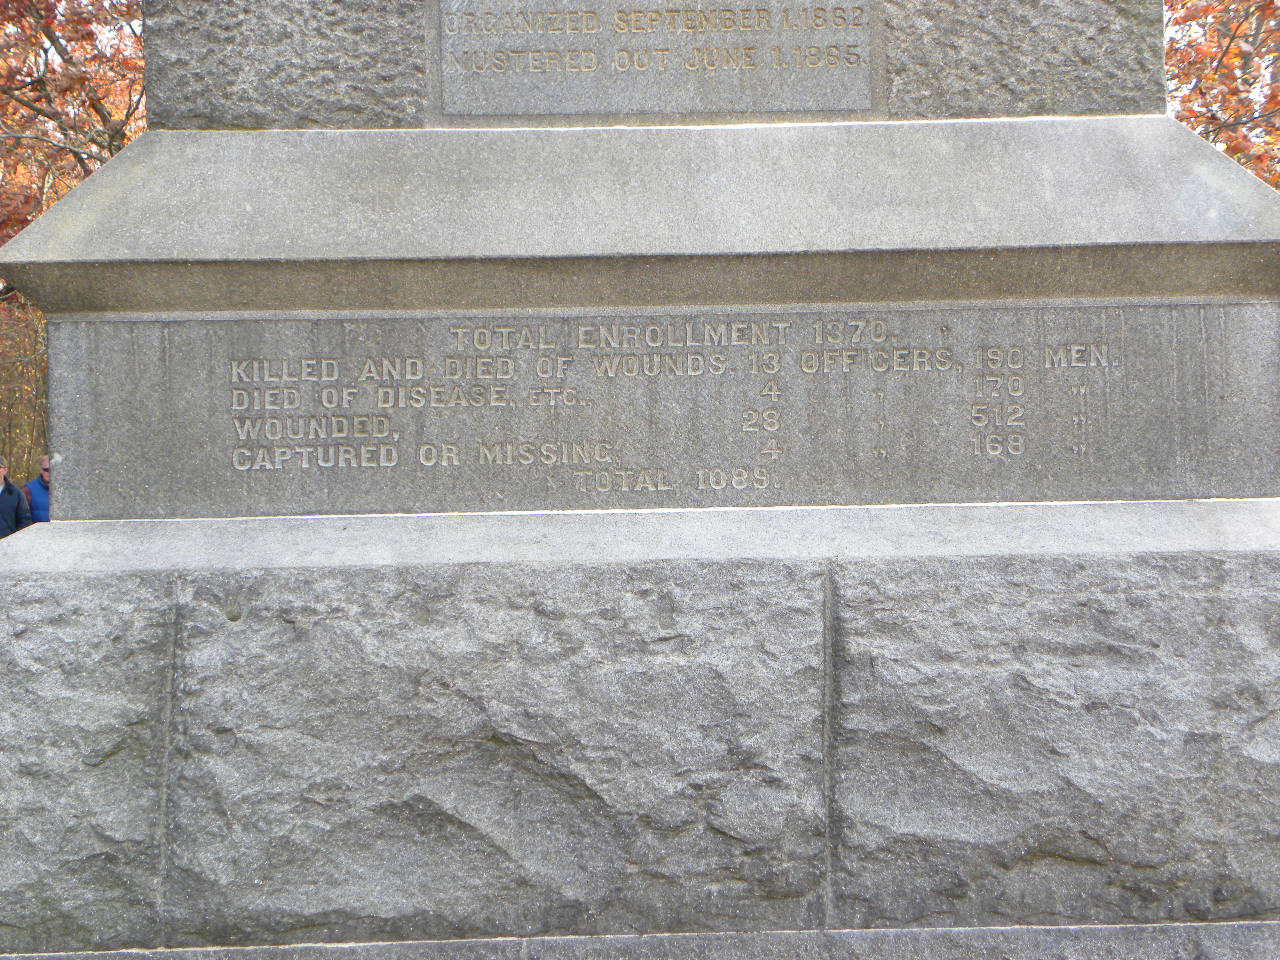 ORGANIZED SEPTEMBER 1.1862
MUSTERED OUT JUNE 1.1865.
TOTAL ENROLLMENT 1370.
KILLED AND DIED OF WOUNDS. 13 OFFICERS, 190 MEN.
DIED OF DISEASE, ETC., 4 " 170 "
WOUNDED, 28 " 512 "
CAPTURED OR MISSING, 4 " 168 "
TOTAL 1089.